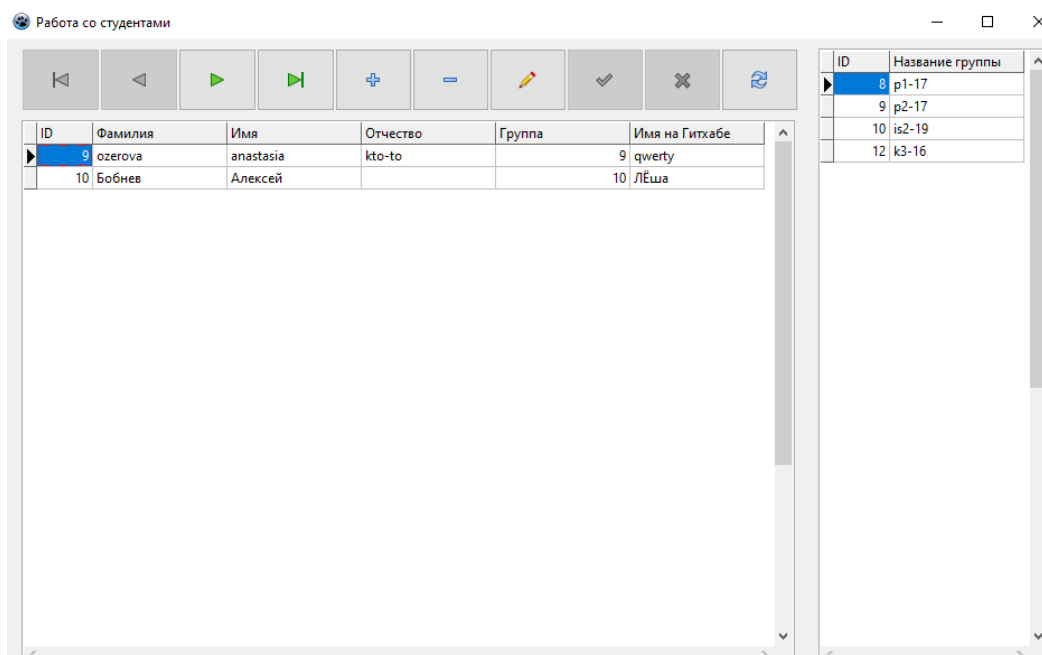 Работа со студентами
ID Фамилия Имя Отчество Группа Имя на Гитхабе
9 ozerova anastasia kto-to 9 qwerty
10 Бобнев Алексей 10 ЛЁша
ID Название группы
8 p1-17
9 p2-17
10 is2-19
12 k3-16